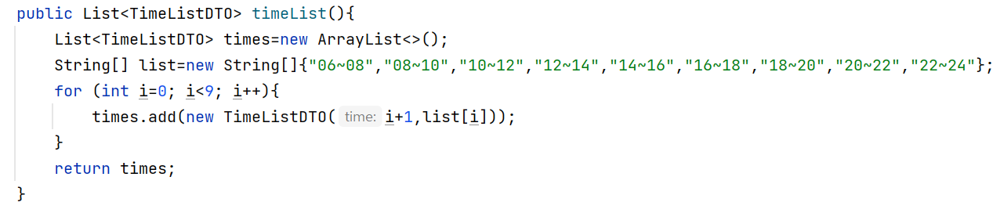 public List<TimeListDTO> timeList(){
    List<TimeListDTO> times=new ArrayList<>();
    String[] list=new String[]{"06~08","08~10","10~12","12~14","14~16","16~18","18~20","20~22","22~24"};
    for (int i=0; i<9; i++){
        times.add(new TimeListDTO( time: i+1,list[i]));
    }
    return times;
}